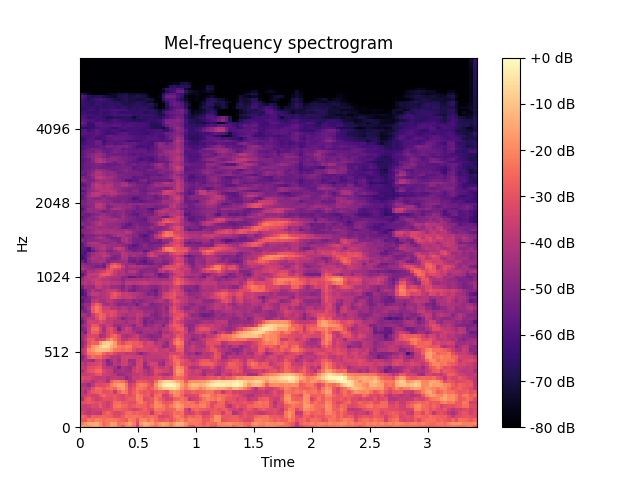 Mel-frequency spectrogram
+0 dB
-10 dB
-20 dB
-30 dB
-40 dB
-50 dB
-60 dB
-70 dB
-80 dB
Hz
4096
2048
1024
512
0
0 0.5 1 1.5 2 2.5 3
Time